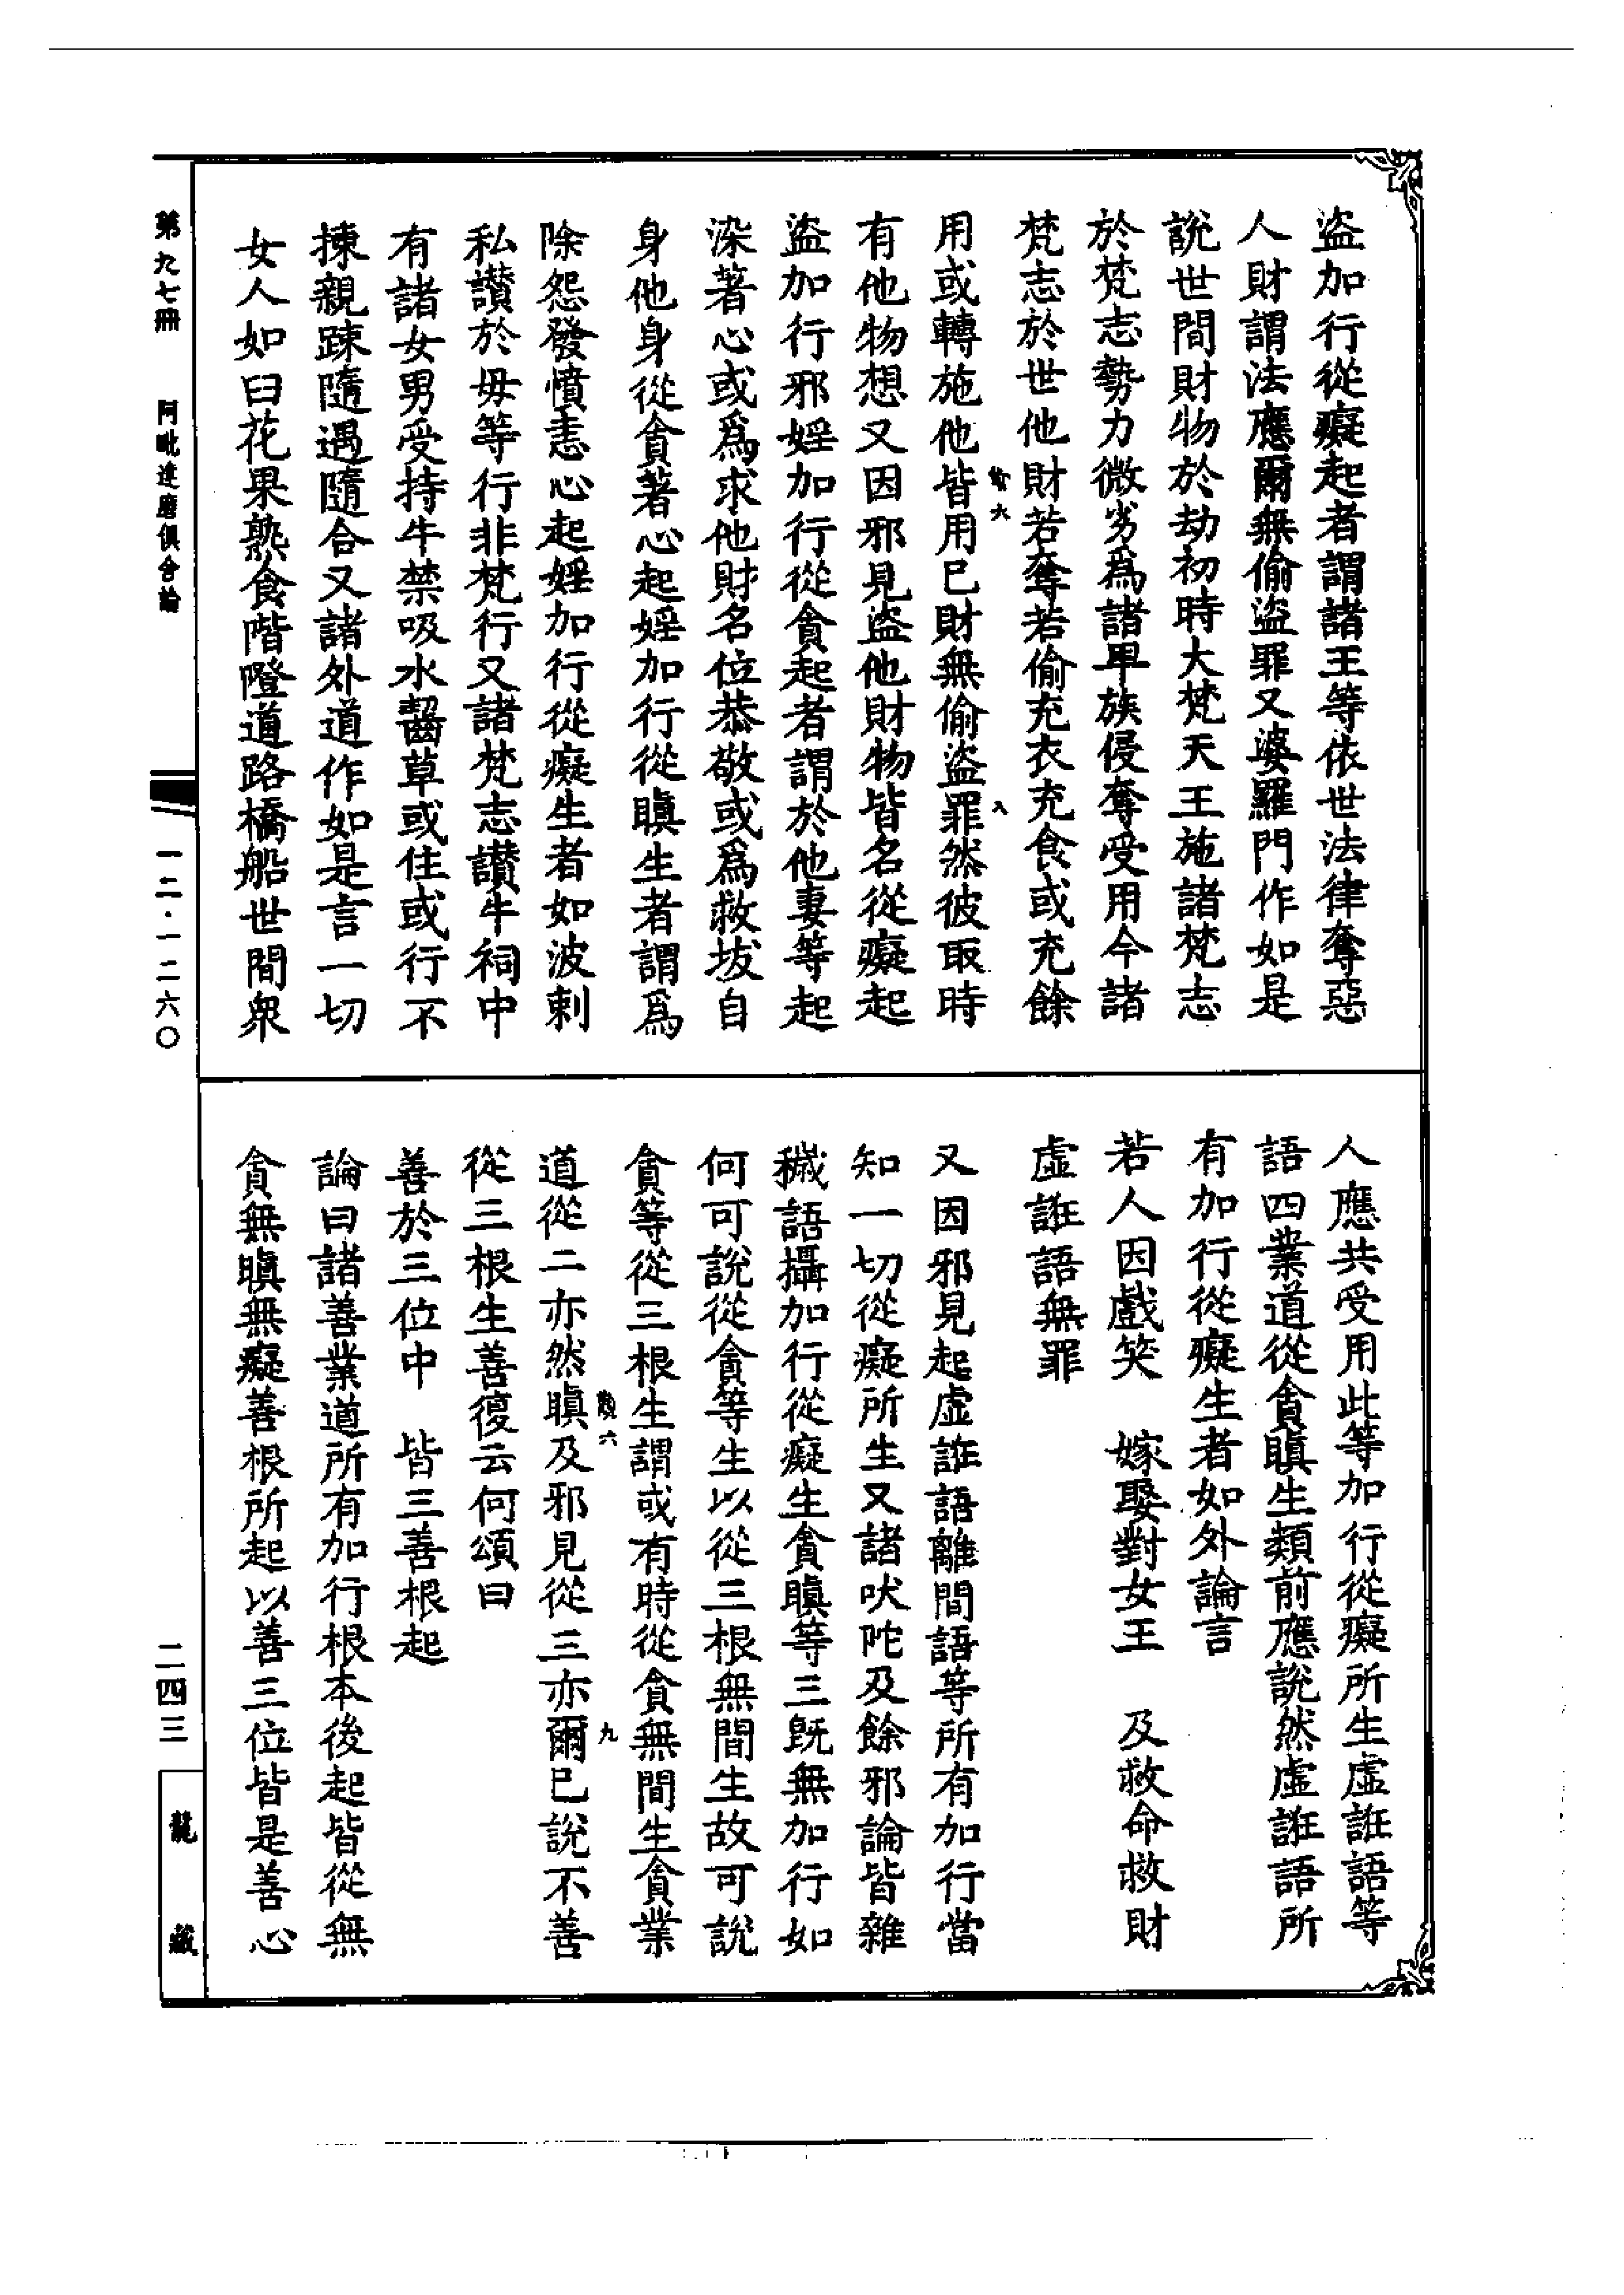 盜加行從癡起者謂諸王等依世法律奪惡
人財謂法應爾無偷盜罪又婆羅門作如是
說世間財物於劫初時大梵天王施諸梵志
於梵志勢力微劣爲諸卑族侵奪受用今諸
梵志於世他財若奪若偷充衣充食或充餘
用或轉施他皆用已財無偷盜罪然彼取時
有他物想又因邪見盜他財物皆名從癡起
盜加行邪婬加行從貪起者謂於他妻等起
染著心或爲求他財名位恭敬或爲救拔自
身他身從貪著心起婬加行從瞋生者謂爲
除怨發憤恚心起婬加行從癡生者如波剌
私讚於母等行非梵行又諸梵志讚牛祠中
有諸女男受持牛禁吸水齧草或住或行不
揀親踈隨遇隨合又諸外道作如是言一切
女人如臼花果熟食階隥道路橋船世間衆
人應共受用此等加行從癡所生虛誑語等
語四業道從貪瞋生類前應說然虛誑語所
有加行從癡生者如外論言
若人因戲笑　嫁娶對女王　及救命救財
虛誑語無罪
又因邪見起虛誑語離間語等所有加行當
知一切從癡所生又諸吠陀及餘邪論皆雜
穢語攝加行從癡生貪瞋等三旣無加行如
何可說從貪等生以從三根無間生故可說
貪等從三根生謂或有時從貪無間生貪業
道從二亦然瞋及邪見從三亦爾已說不善
從三根生善復云何頌曰
善於三位中　皆三善根起
論曰諸善業道所有加行根本後起皆從無
貪無瞋無癡善根所起以善三位皆是善心
六
八
六
九
第九七冊　阿毗達磨俱舍論
一二·一二六〇
二四三
龍藏